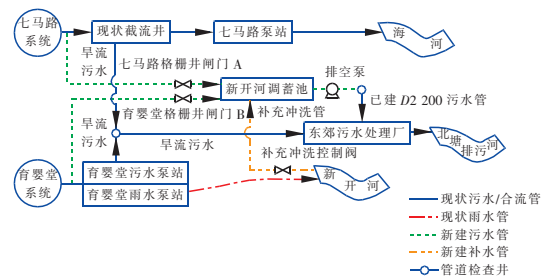 七马路
系统
现状截流井
七马路泵站
海 河
旱流
污水
七马路格栅井闸门 A
新开河调蓄池
排空泵
已建 D2 200 污水管
育婴堂格栅井闸门 B
补充冲洗管
旱流
污水
旱流污水
东郊污水处理厂
北塘
排污河
育婴堂
系统
育婴堂污水泵站
育婴堂雨水泵站
补充冲洗控制阀
新
开 河
现状污水/合流管
现状雨水管
新建污水管
新建补水管
管道检查井